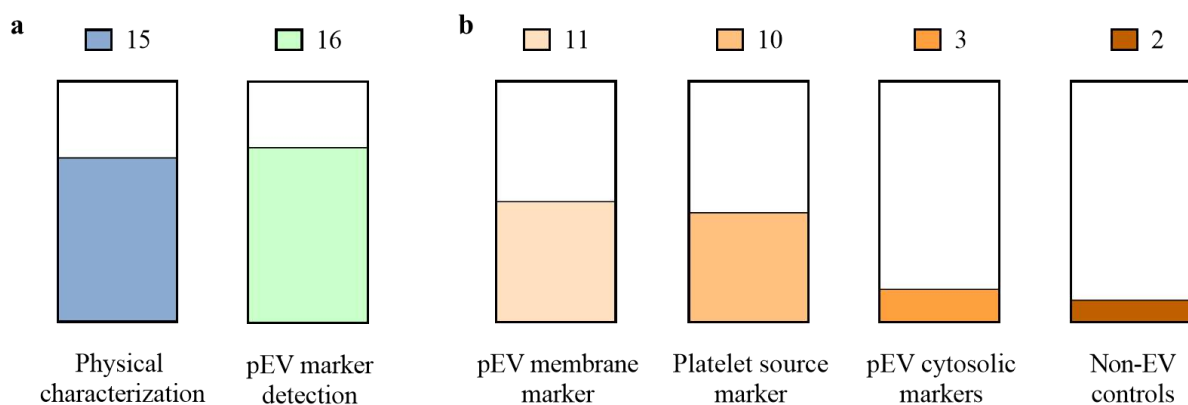 a
15
16
Physical
characterization
pEV marker
detection
b
11
10
3
2
pEV membrane
marker
Platelet source
marker
pEV cytosolic
markers
Non-EV
controls